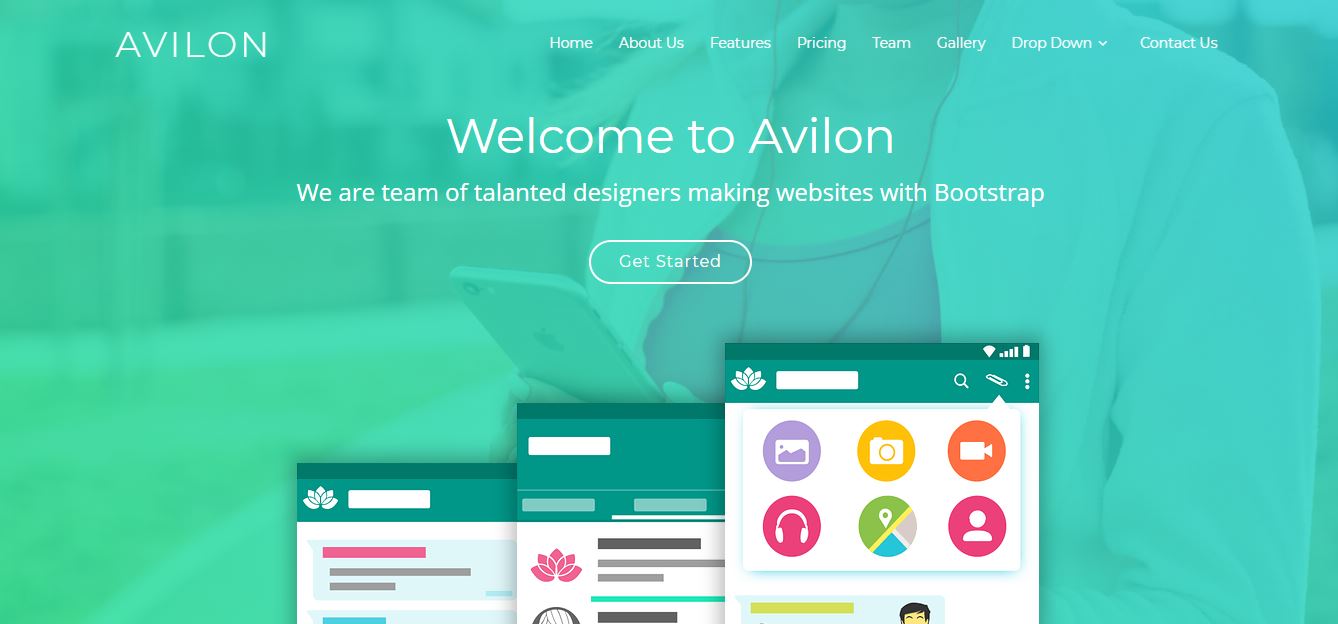 AVILON
Home About Us Features Pricing Team Gallery Drop Down Contact Us
Welcome to Avilon
We are team of talanted designers making websites with Bootstrap
Get Started